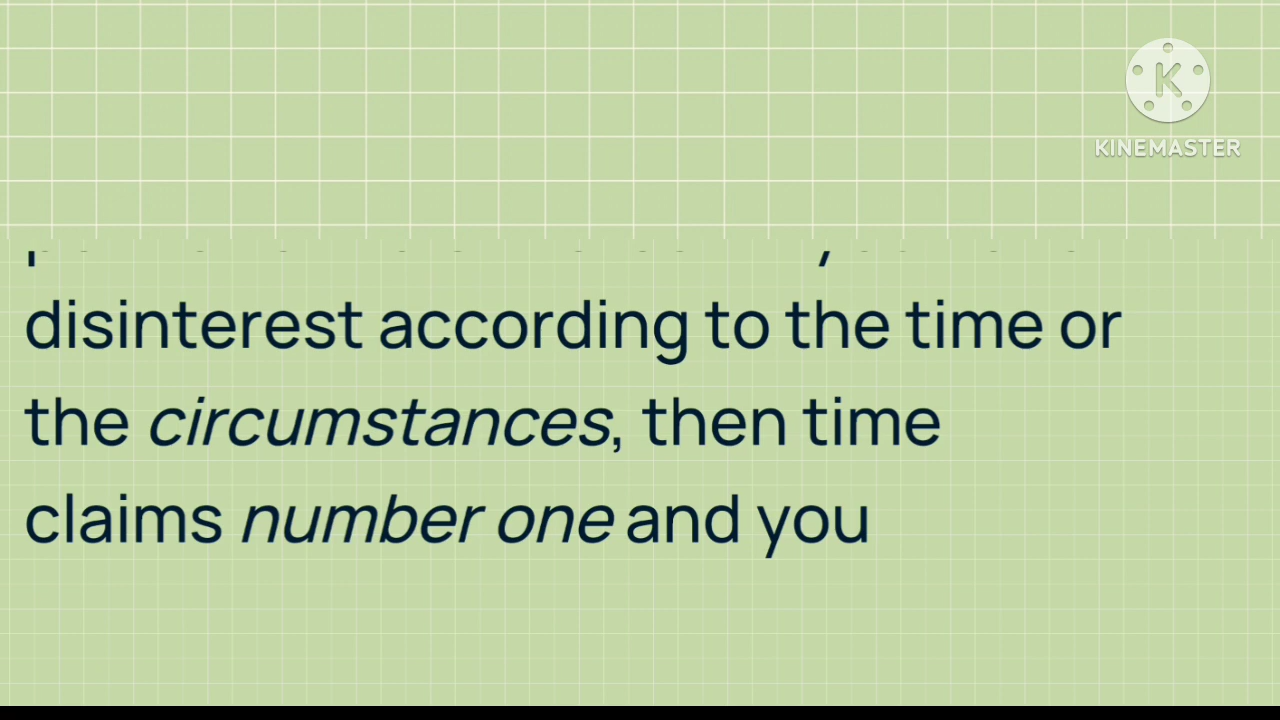 KINEMASTER
disinterest according to the time or
the circumstances, then time
claims number one and you